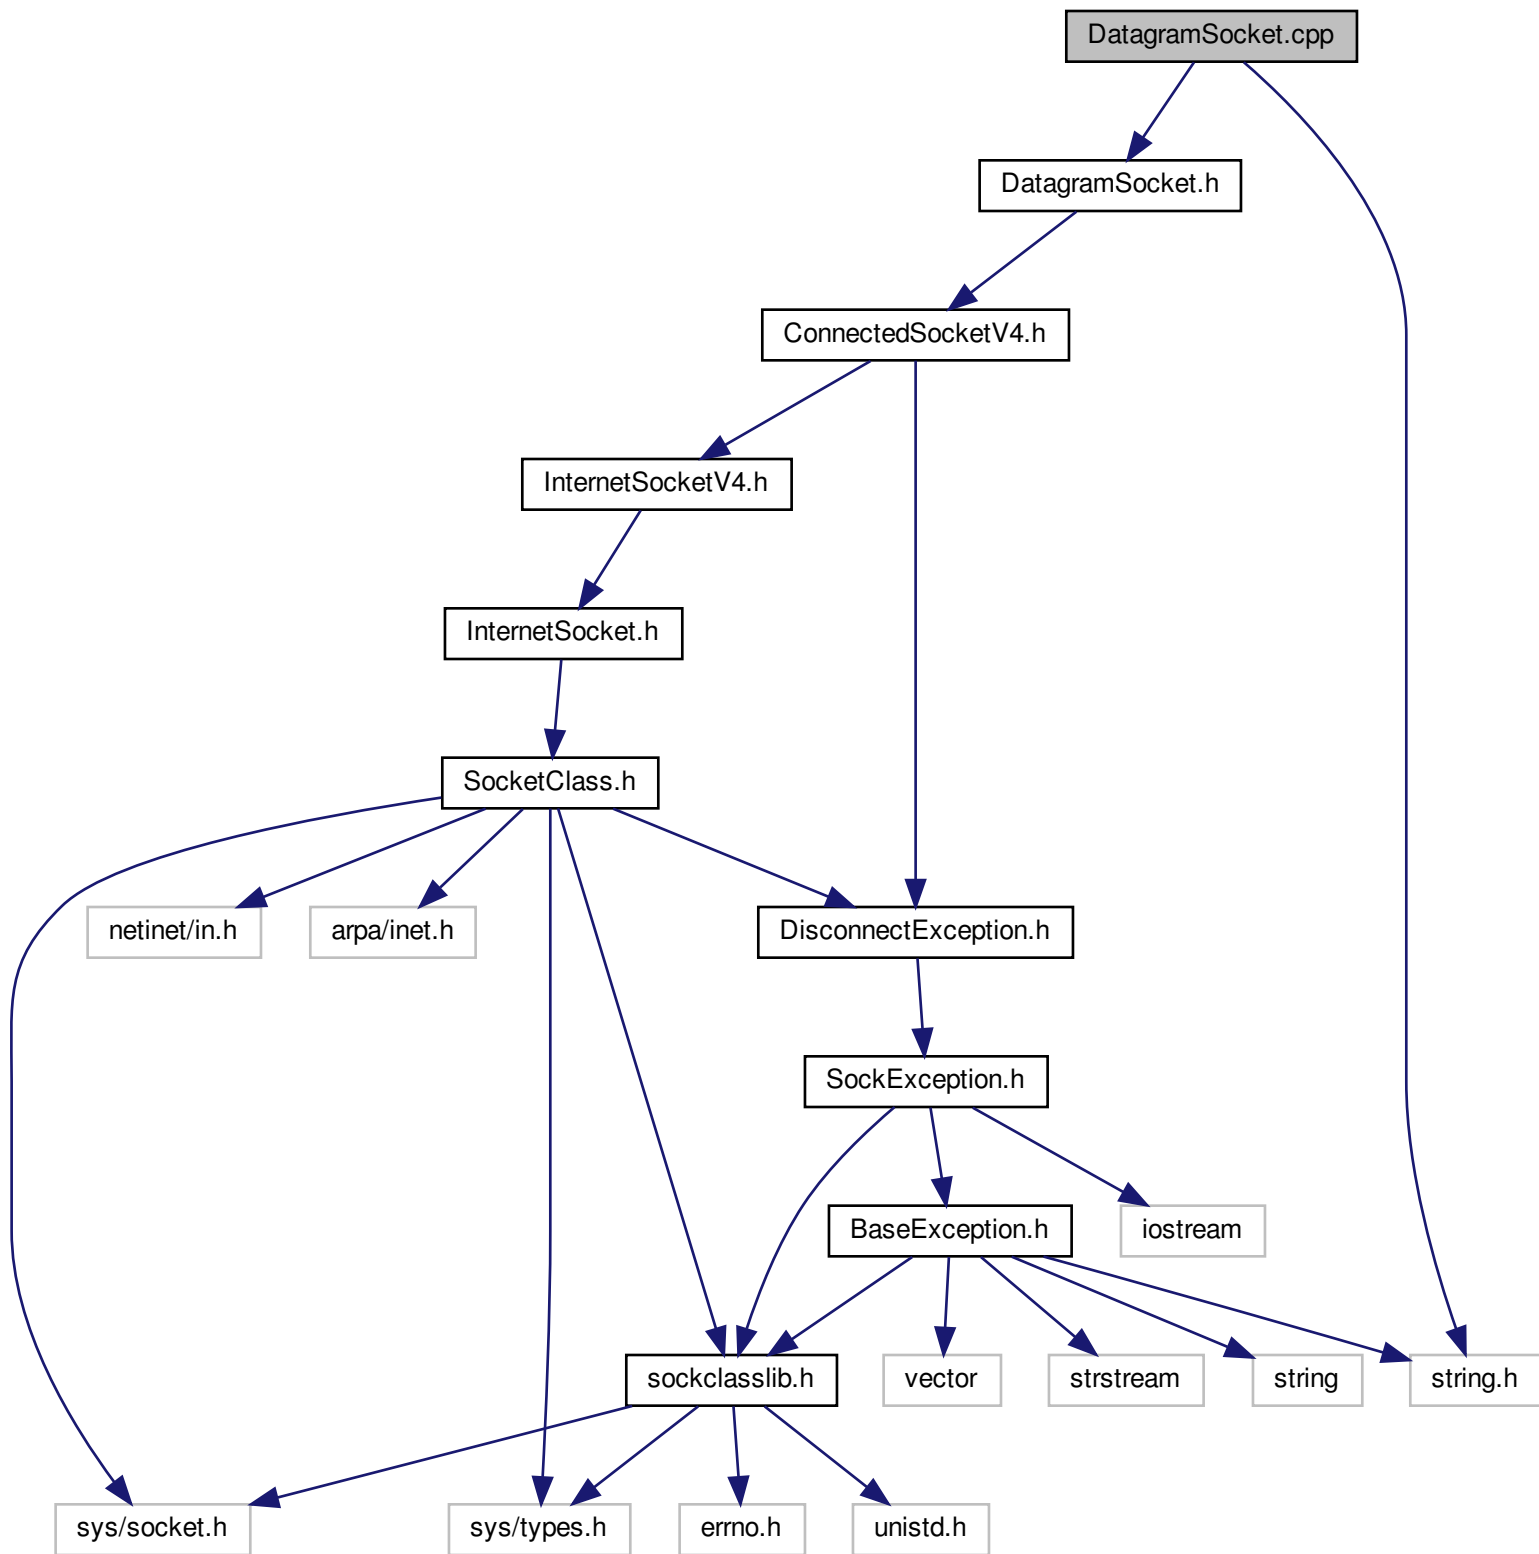 DatagramSocket.cpp
DatagramSocket.h
ConnectedSocketV4.h
InternetSocketV4.h
InternetSocket.h
SocketClass.h
netinet/in.h
arpa/inet.h
DisconnectException.h
SockException.h
BaseException.h
iostream
sockclasslib.h
vector
strstream
string
string.h
sys/socket.h
sys/types.h
errno.h
unistd.h